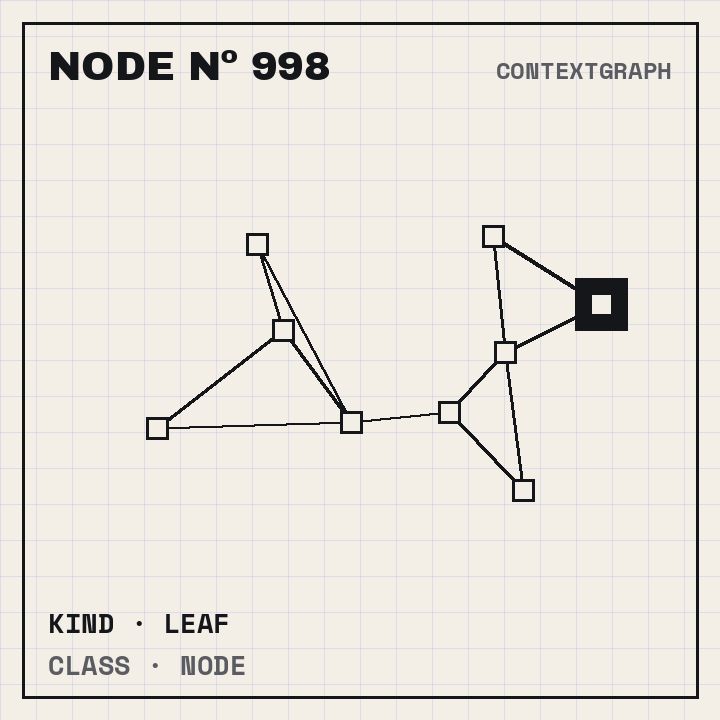 NODE Nº 998
CONTEXTGRAPH
KIND · LEAF
CLASS · NODE